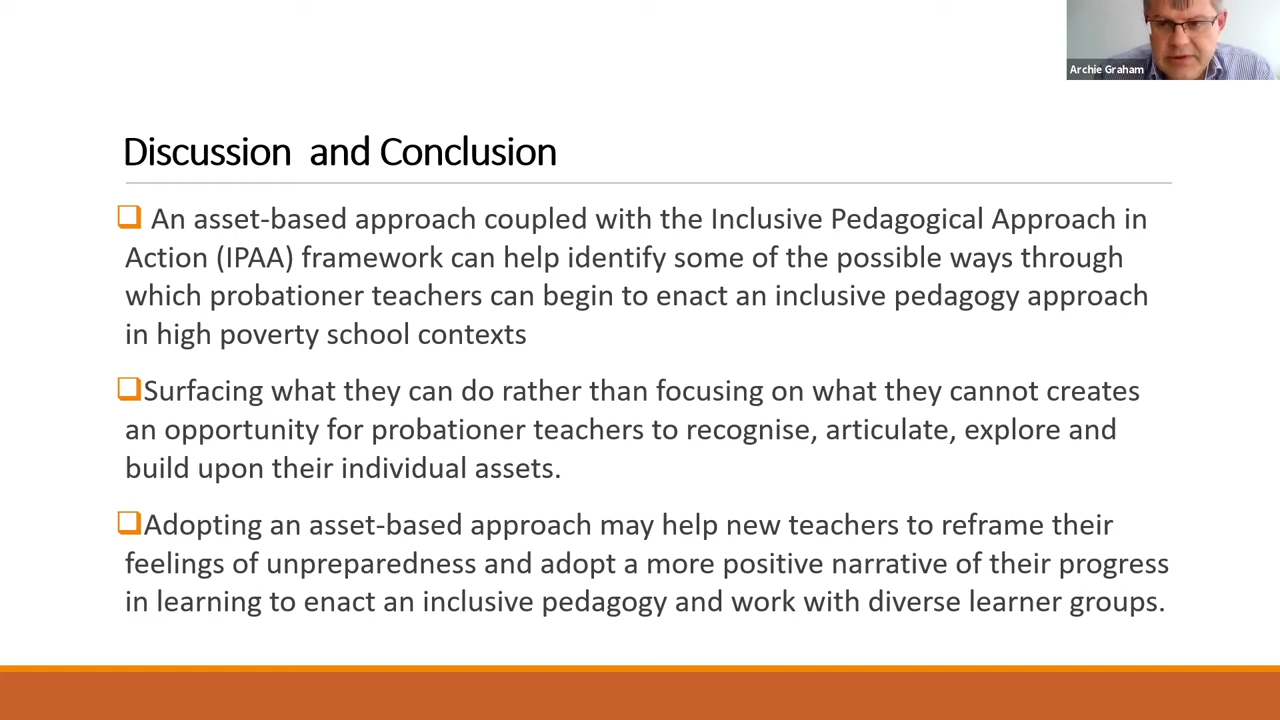 Archie Graham
Discussion  and Conclusion
An asset-based approach coupled with the Inclusive Pedagogical Approach in
Action (IPAA) framework can help identify some of the possible ways through
which probationer teachers can begin to enact an inclusive pedagogy approach
in high poverty school contexts
Surfacing what they can do rather than focusing on what they cannot creates
an opportunity for probationer teachers to recognise, articulate, explore and
build upon their individual assets.
Adopting an asset-based approach may help new teachers to reframe their
feelings of unpreparedness and adopt a more positive narrative of their progress
in learning to enact an inclusive pedagogy and work with diverse learner groups.